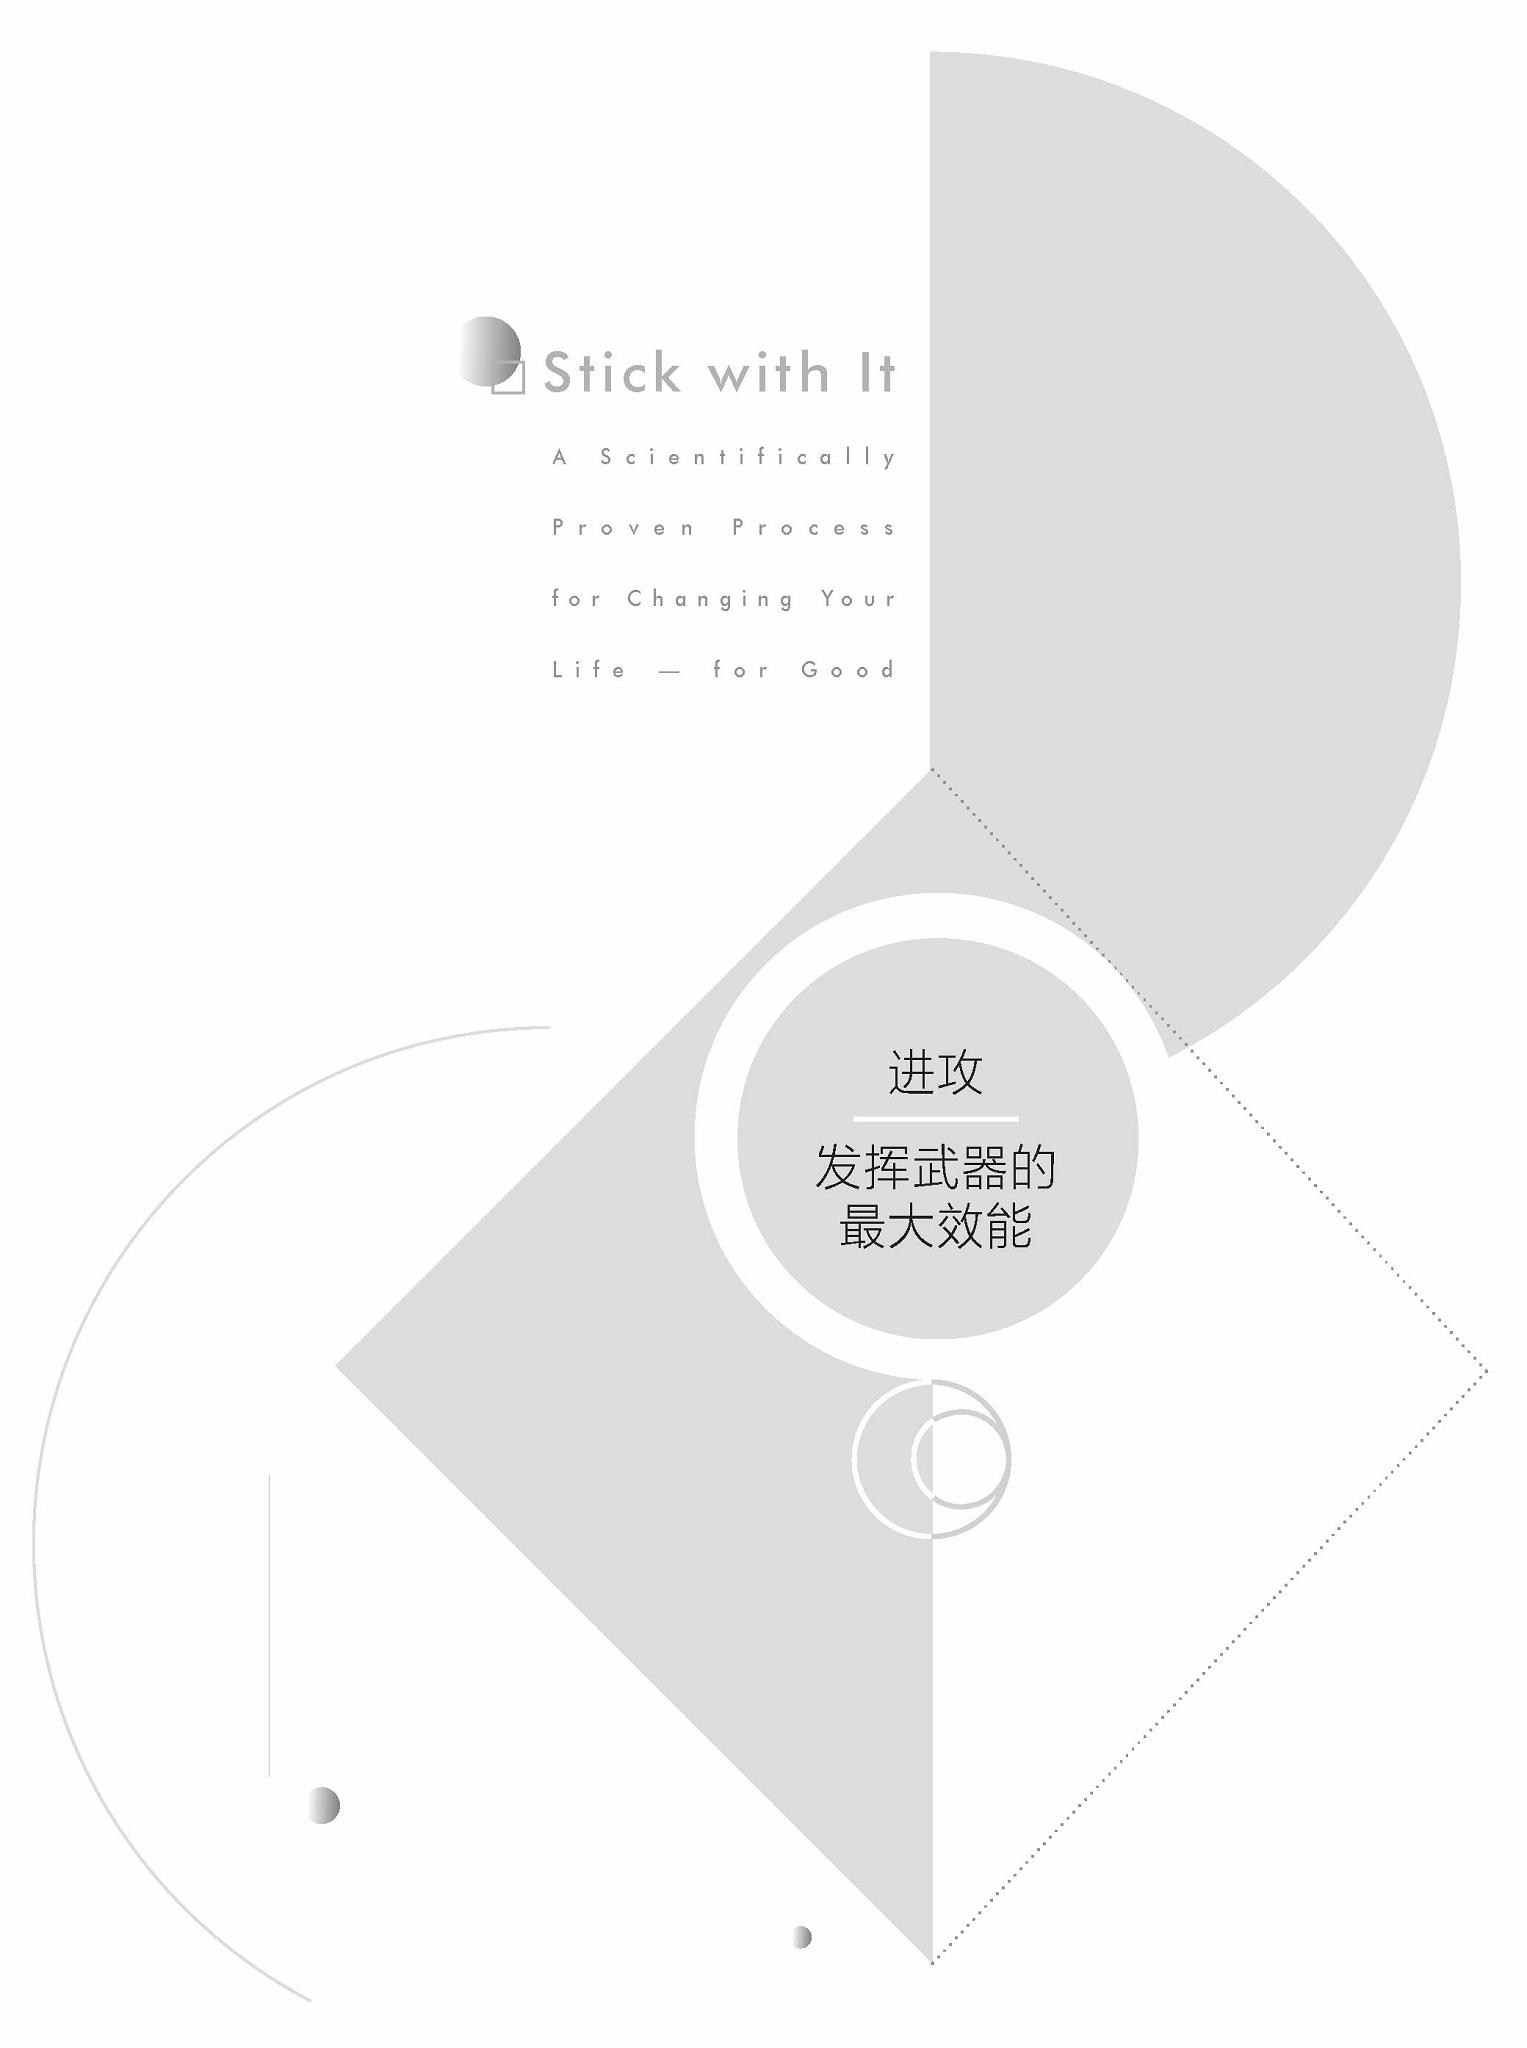 Stick with It
A Scientifically
Proven Process
for Changing Your
Life — for Good
进攻
发挥武器的
最大效能